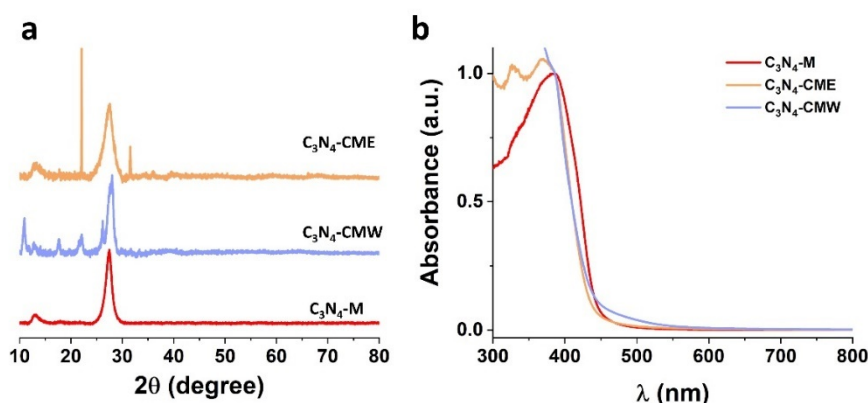 a
C₃N₄-CME
C₃N₄-CMW
C₃N₄-M
10 20 30 40 50 60 70 80
2θ (degree)
b
C₃N₄-M
C₃N₄-CME
C₃N₄-CMW
1.0
0.5
0.0
Absorbance (a.u.)
300 400 500 600 700 800
λ (nm)